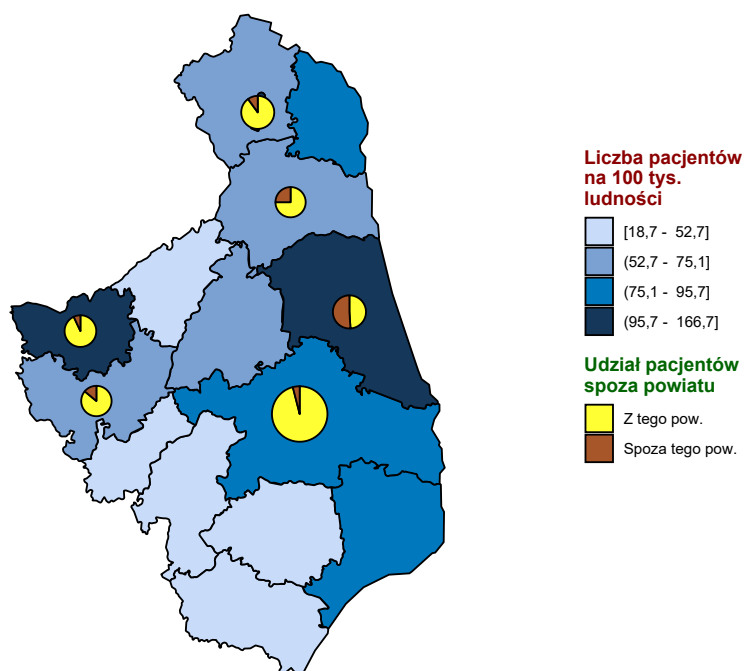 Liczba pacjentów
na 100 tys.
ludności
[18,7 - 52,7]
(52,7 - 75,1]
(75,1 - 95,7]
(95,7 - 166,7]
Udział pacjentów
spoza powiatu
Z tego pow.
Spoza tego pow.